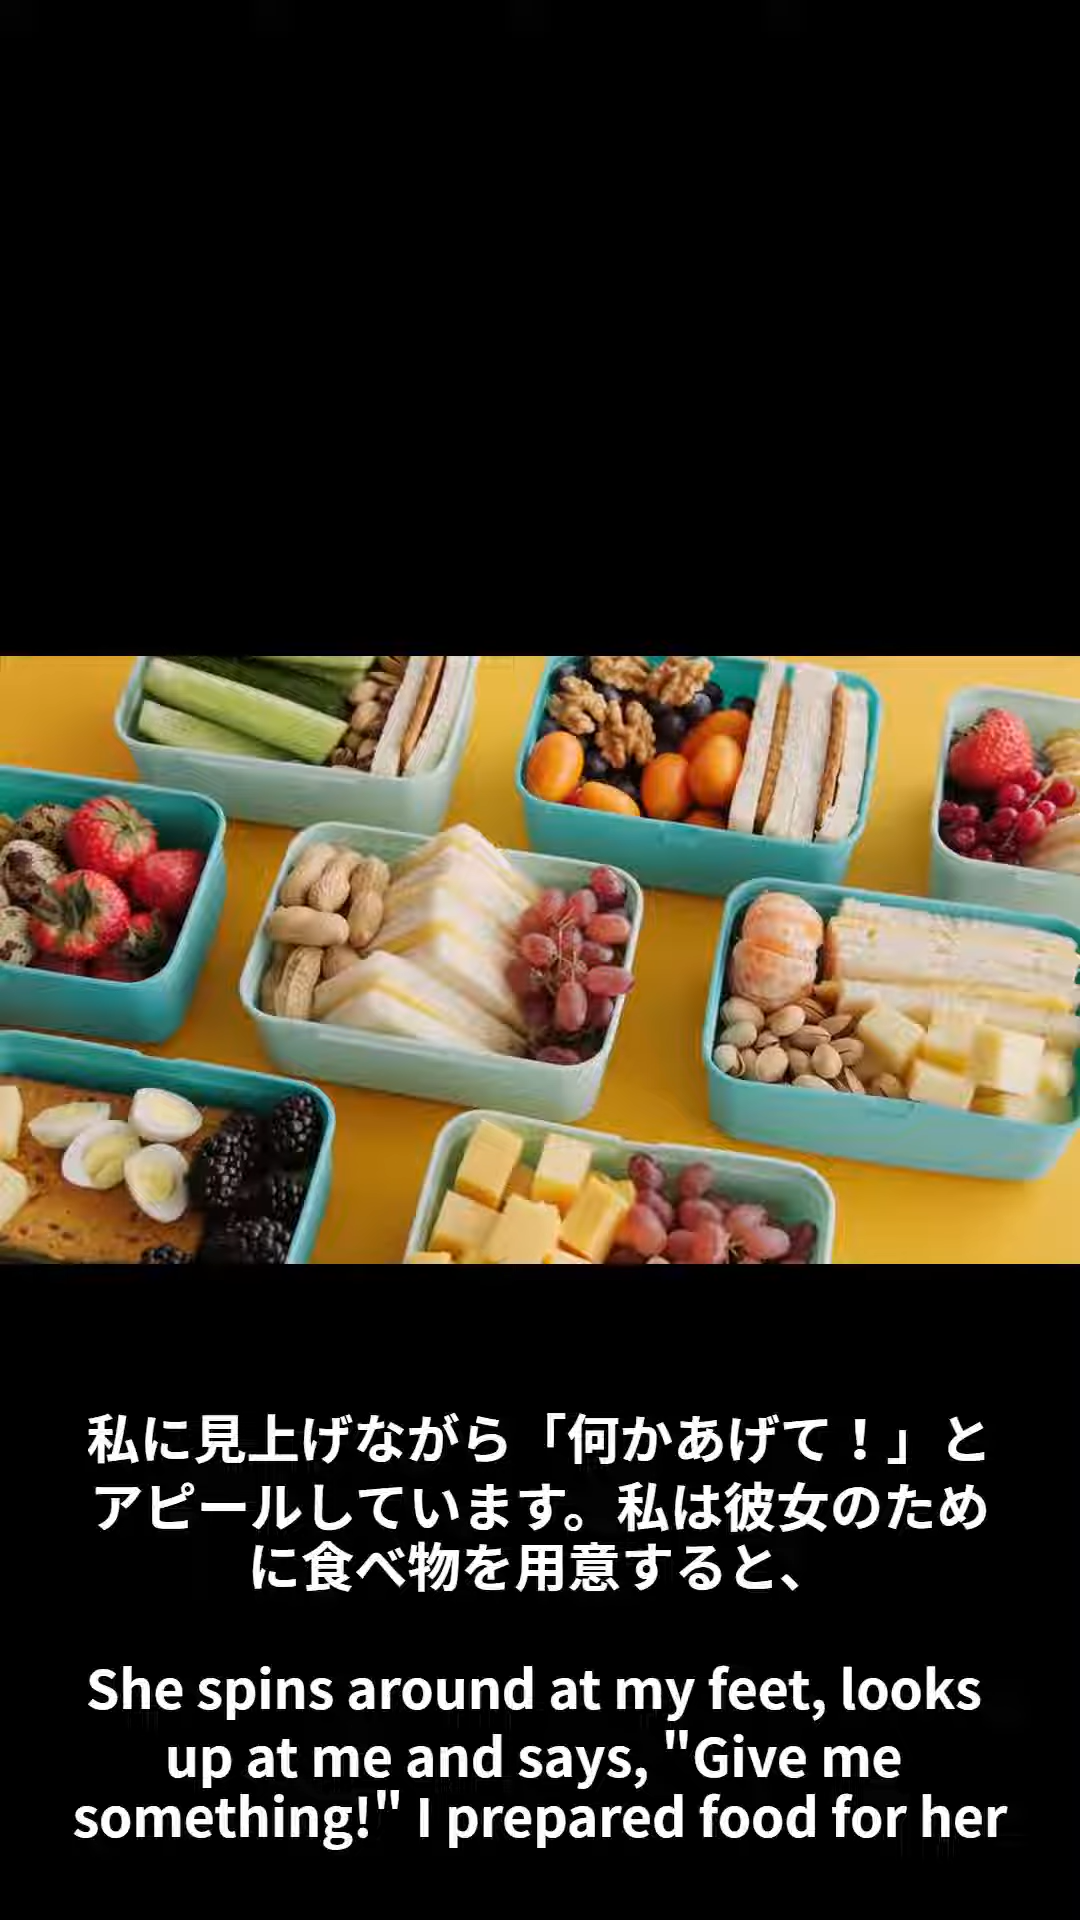 私に見上げながら「何かあげて！」と
アピールしています。私は彼女のため
に食べ物を用意すると、
She spins around at my feet, looks
up at me and says, "Give me
something!" I prepared food for her